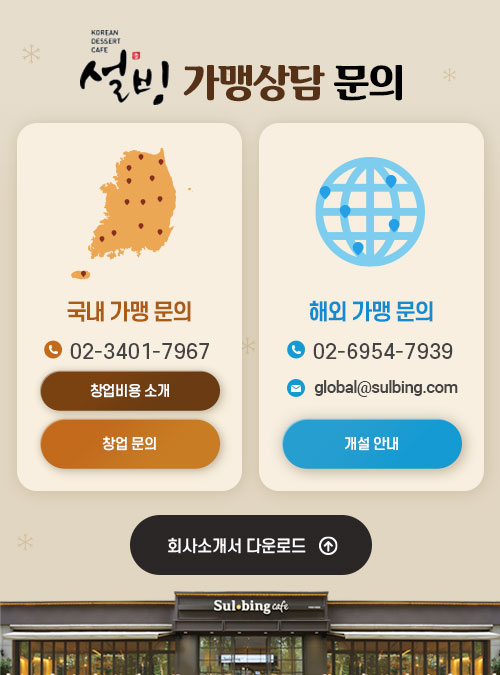 KOREAN
DESSERT
CAFE
설빙 가맹상담 문의
국내 가맹 문의
02-3401-7967
창업비용 소개
창업 문의
해외 가맹 문의
02-6954-7939
global@sulbing.com
개설 안내
회사소개서 다운로드
Sulbing cafe